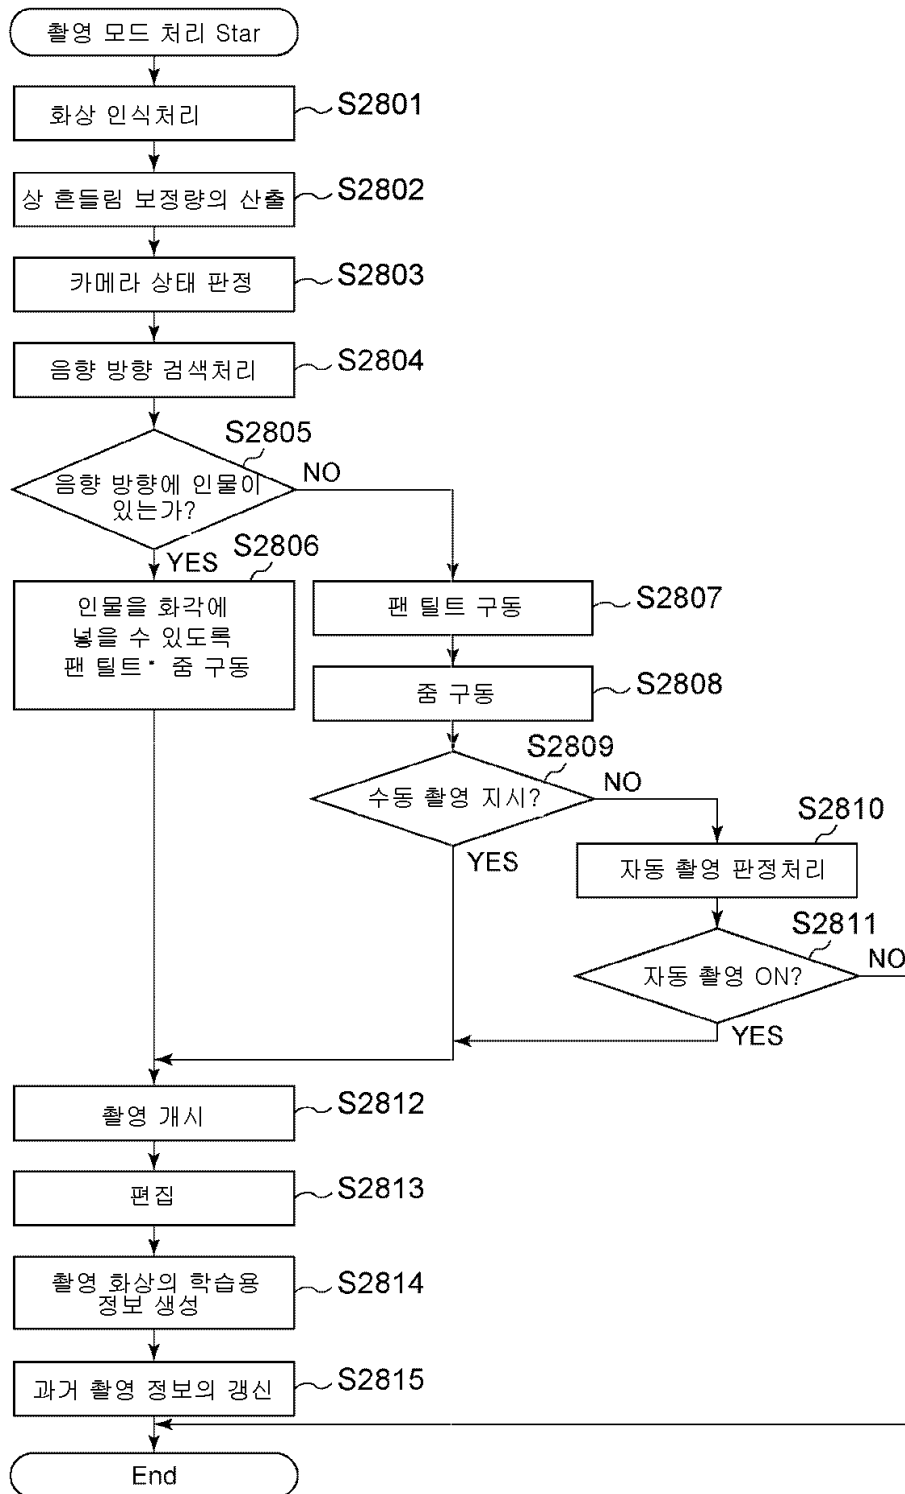 촬영 모드 처리 Star
화상 인식처리
S2801
상 흔들림 보정량의 산출
S2802
카메라 상태 판정
S2803
음향 방향 검색처리
S2804
S2805
음향 방향에 인물이
있는가?
NO
YES
S2806
인물을 화각에
넣을 수 있도록
팬 틸트· 줌 구동
팬 틸트 구동
S2807
줌 구동
S2808
S2809
수동 촬영 지시?
NO
YES
S2810
자동 촬영 판정처리
S2811
자동 촬영 ON?
NO
YES
촬영 개시
S2812
편집
S2813
촬영 화상의 학습용
정보 생성
S2814
과거 촬영 정보의 갱신
S2815
End